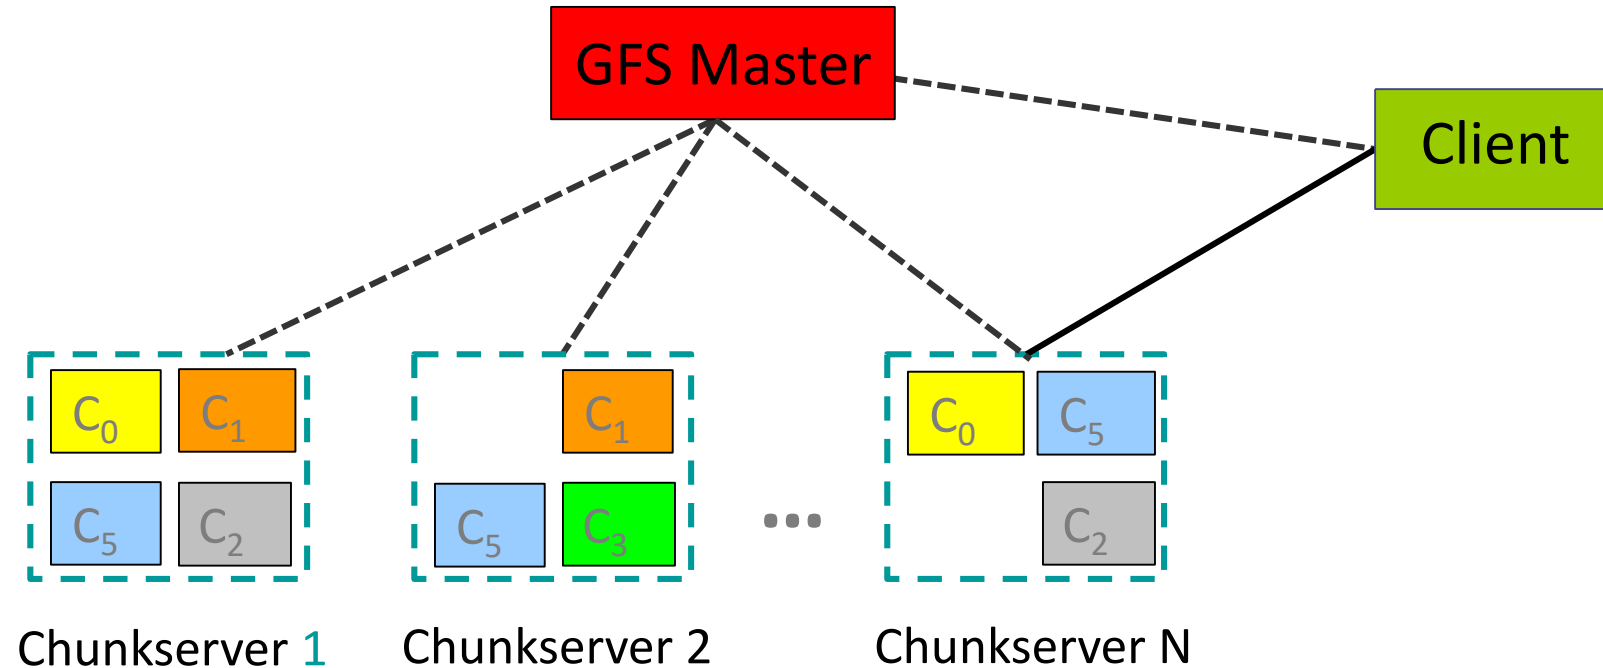 GFS Master
Client
C0 C1
C1
C0 C5
C5 C2
C5 C3
...
C2
Chunkserver 1
Chunkserver 2
Chunkserver N